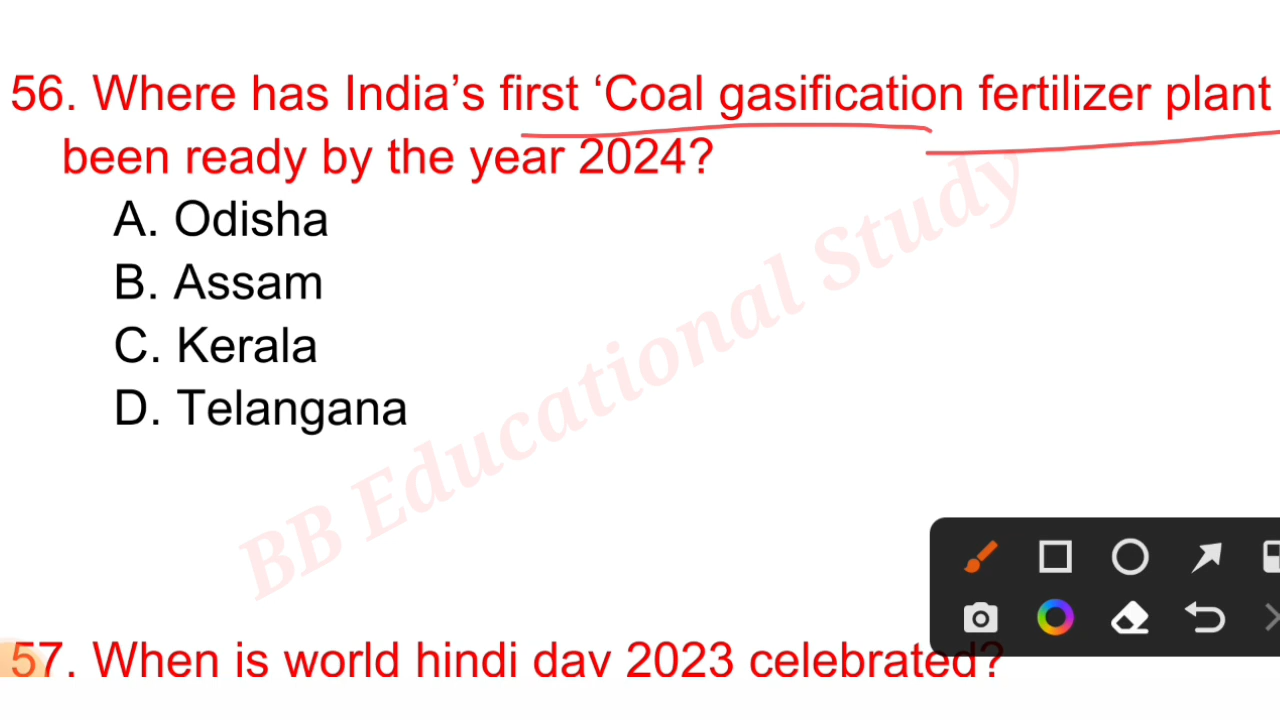 56. Where has India’s first ‘Coal gasification fertilizer plant
been ready by the year 2024?
A. Odisha
B. Assam
C. Kerala
D. Telangana
BB Educational Study
57. When is world hindi day 2023 celebrated?